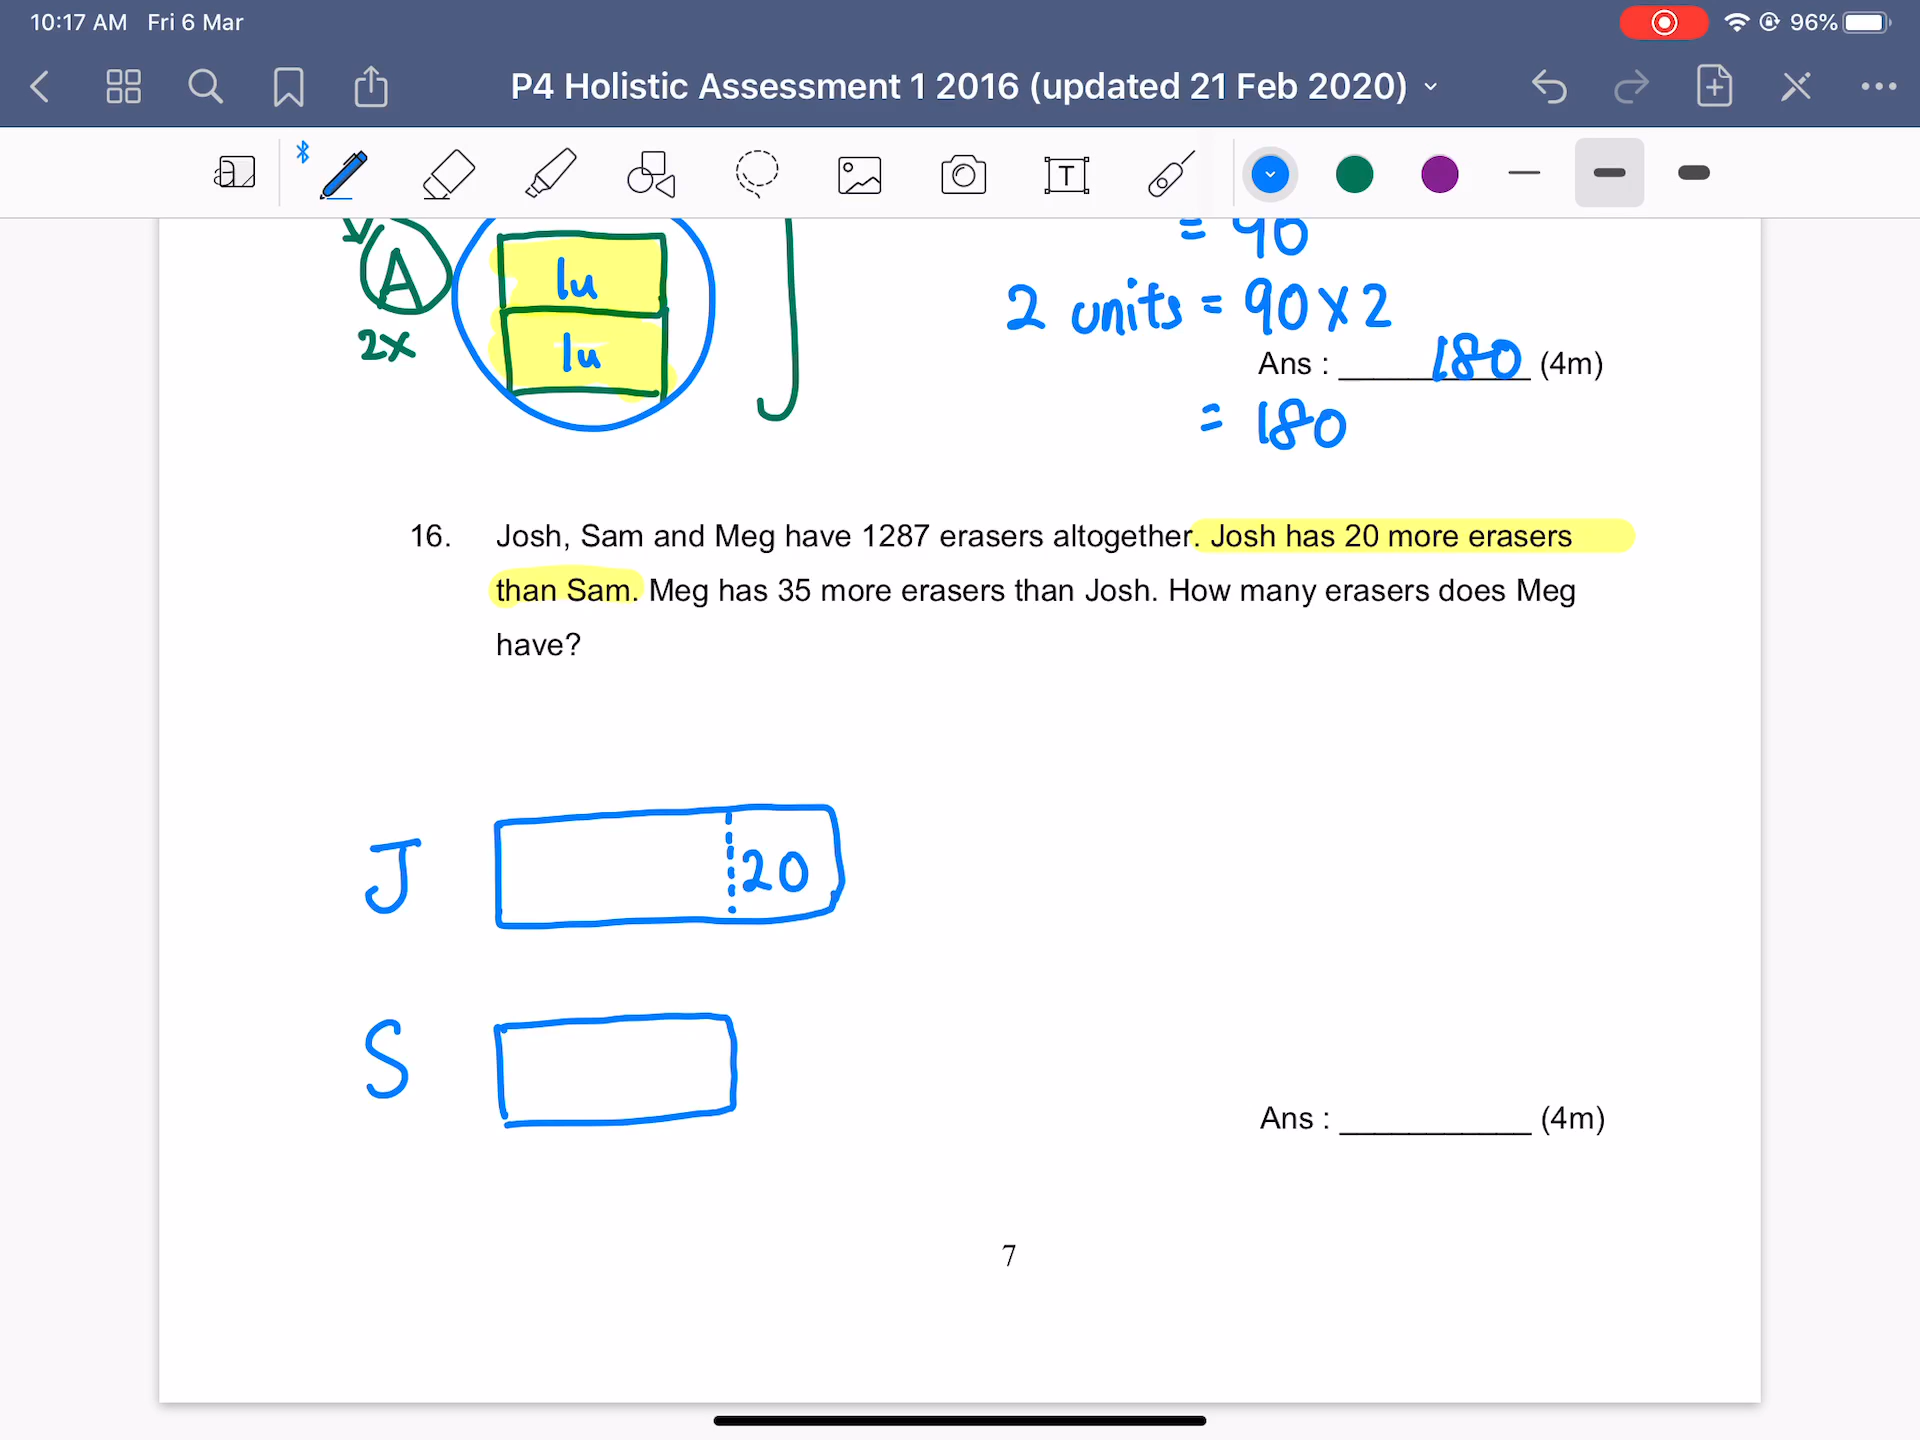 10:17 AM Fri 6 Mar 96%
P4 Holistic Assessment 1 2016 (updated 21 Feb 2020)
T
A
2x
1u
1u
= 90
2 units = 90 x 2
Ans : 180 (4m)
= 180
16. Josh, Sam and Meg have 1287 erasers altogether. Josh has 20 more erasers
than Sam. Meg has 35 more erasers than Josh. How many erasers does Meg
have?
J 20
S
Ans : ___________ (4m)
7